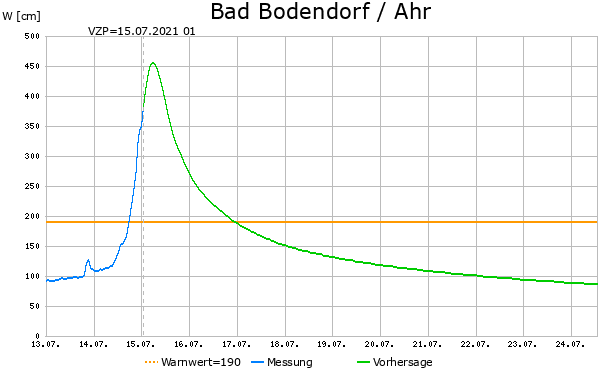 Bad Bodendorf / Ahr
W [cm]
VZP=15.07.2021 01
500
450
400
350
300
250
200
150
100
50
0
13.07. 14.07. 15.07. 16.07. 17.07. 18.07. 19.07. 20.07. 21.07. 22.07. 23.07. 24.07.
Warnwert=190 Messung Vorhersage